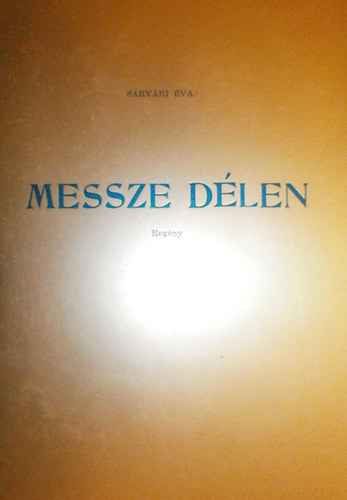 SÁRVÁRI ÉVA
MESSZE DÉLEN
Regény